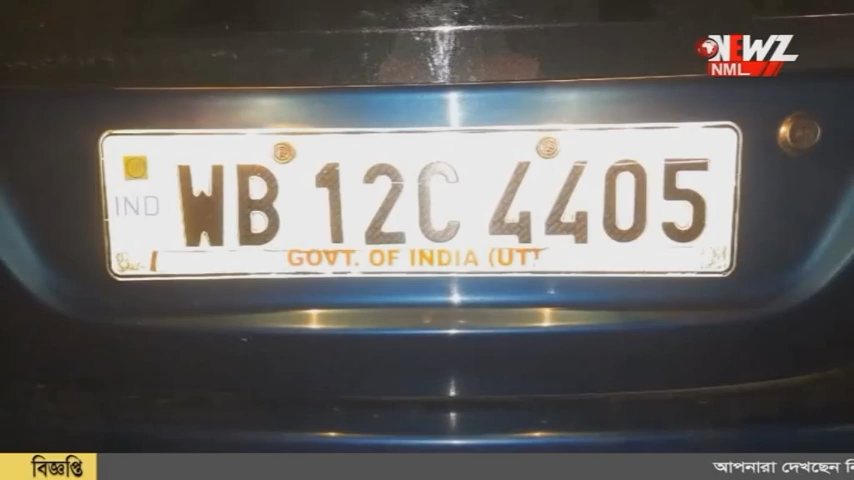 NEWZ
NML
IND
WB 12C 4405
GOVT. OF INDIA (UT)
বিজ্ঞপ্তি
আপনারা দেখছেন